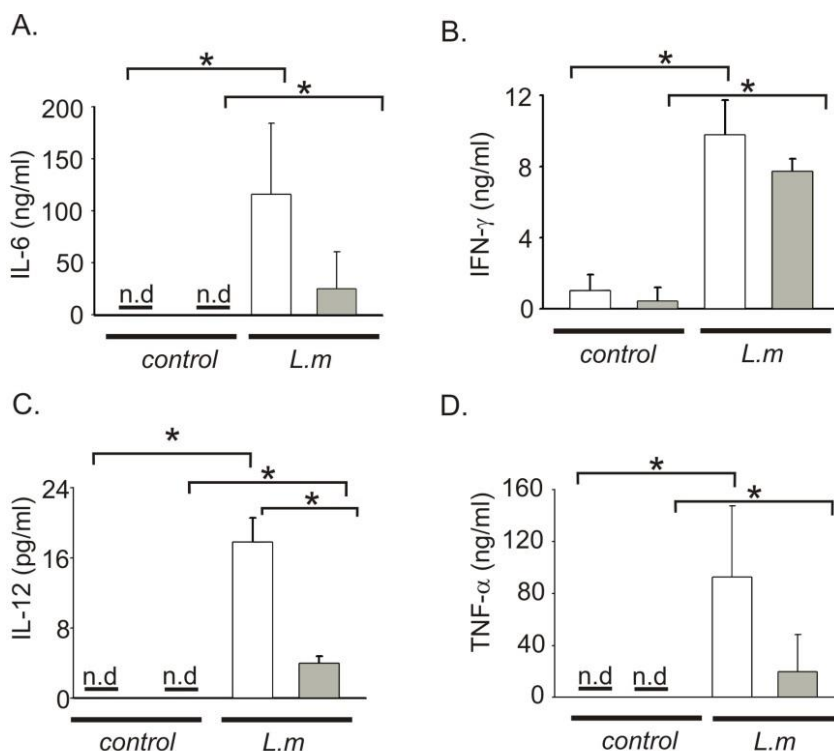 A.
*
*
200
150
100
50
0
IL-6 (ng/ml)
n.d n.d
control L.m
B.
*
*
12
8
4
0
IFN-γ (ng/ml)
control L.m
C.
*
*
*
24
16
8
0
IL-12 (pg/ml)
n.d n.d
control L.m
D.
*
*
160
120
80
40
0
TNF-α (ng/ml)
n.d n.d
control L.m